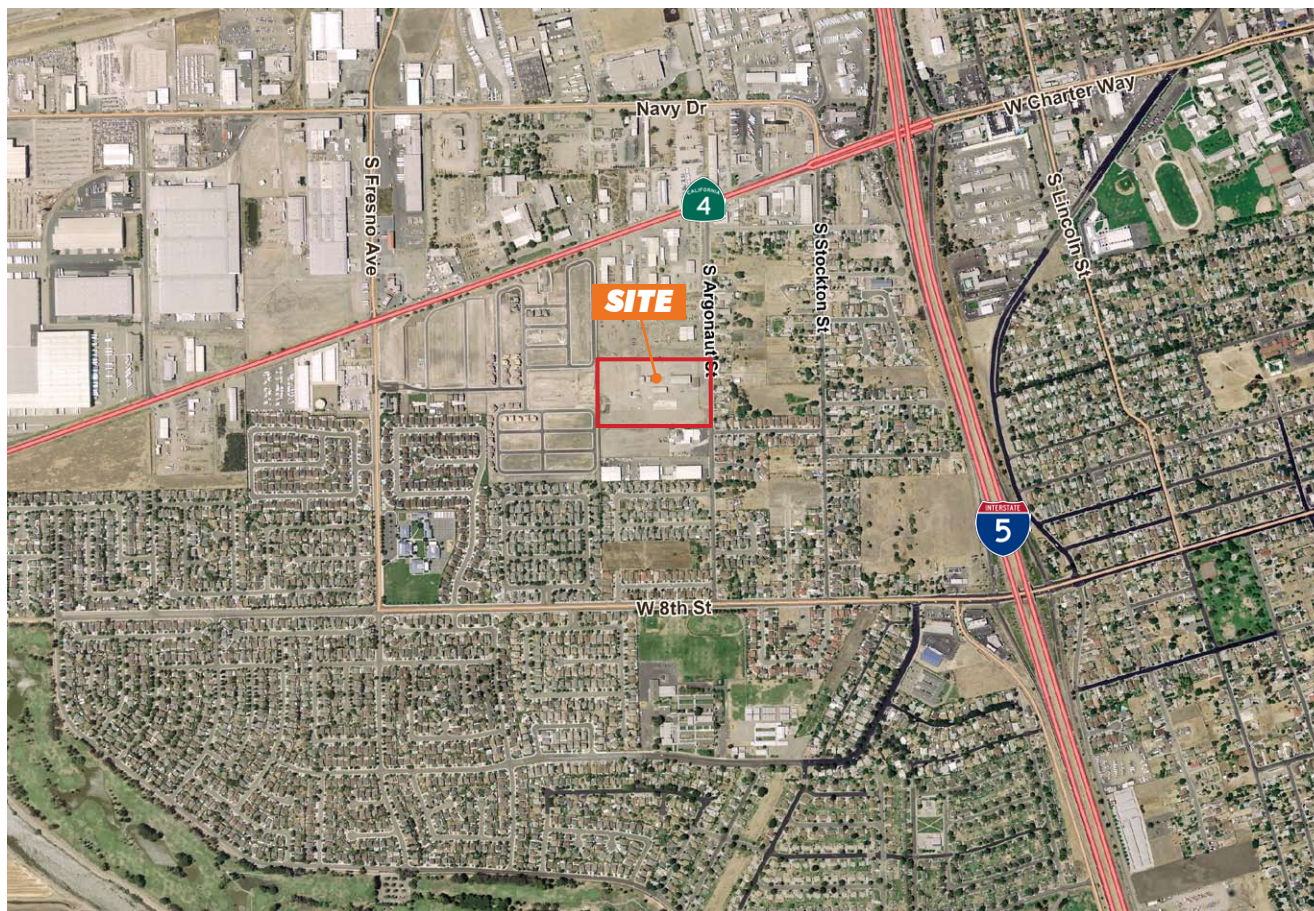 Navy Dr
W Charter Way
S Fresno Ave
CALIFORNIA
4
S Lincoln St
S Stockton St
S Argonaut St
SITE
INTERSTATE
5
W 8th St